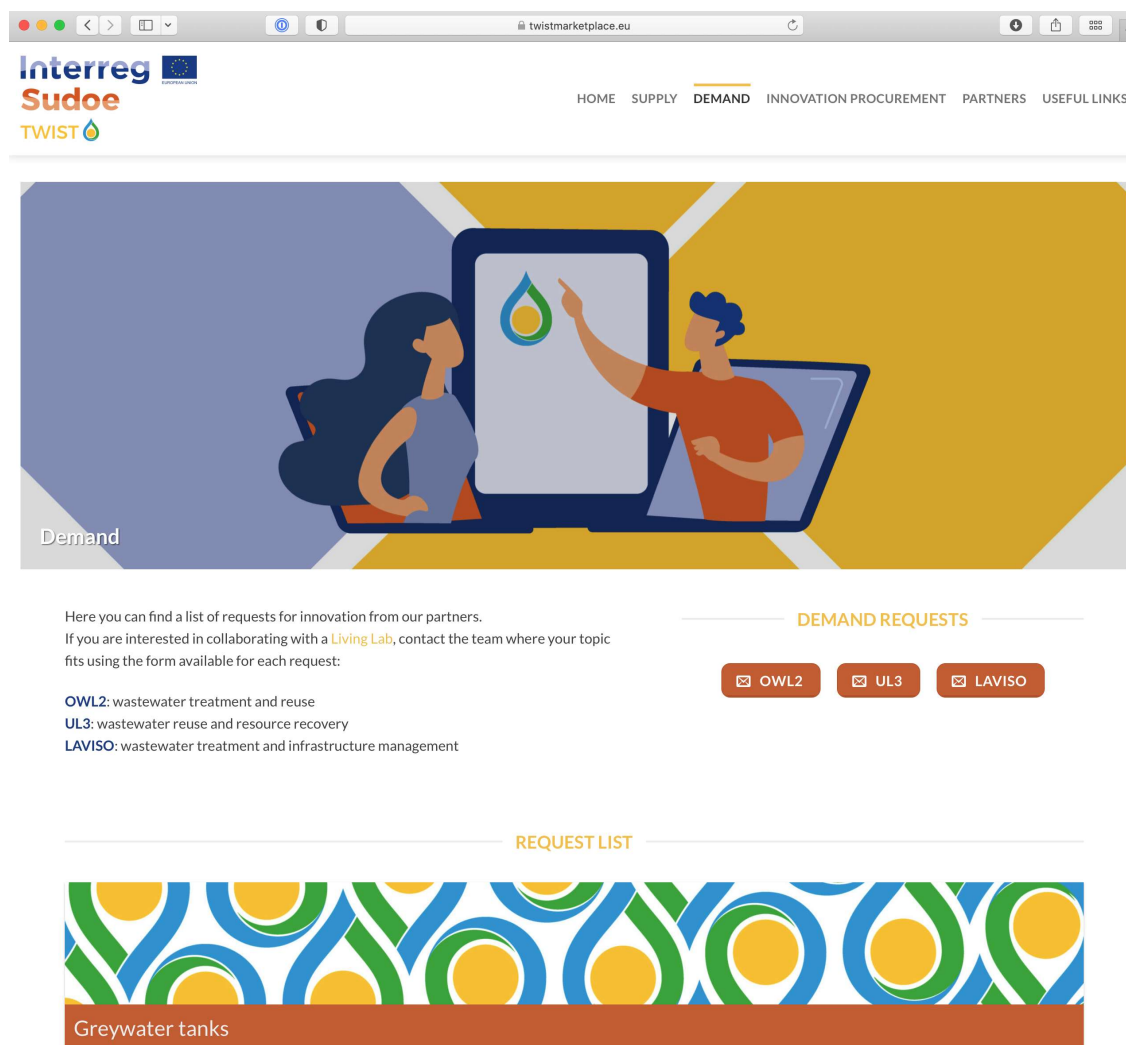 twistmarketplace.eu
Interreg
EUROPEAN UNION
Sudoe
TWIST
HOME SUPPLY DEMAND INNOVATION PROCUREMENT PARTNERS USEFUL LINKS
Demand
Here you can find a list of requests for innovation from our partners.
If you are interested in collaborating with a Living Lab, contact the team where your topic
fits using the form available for each request:
OWL2: wastewater treatment and reuse
UL3: wastewater reuse and resource recovery
LAVISO: wastewater treatment and infrastructure management
DEMAND REQUESTS
OWL2 UL3 LAVISO
REQUEST LIST
Greywater tanks